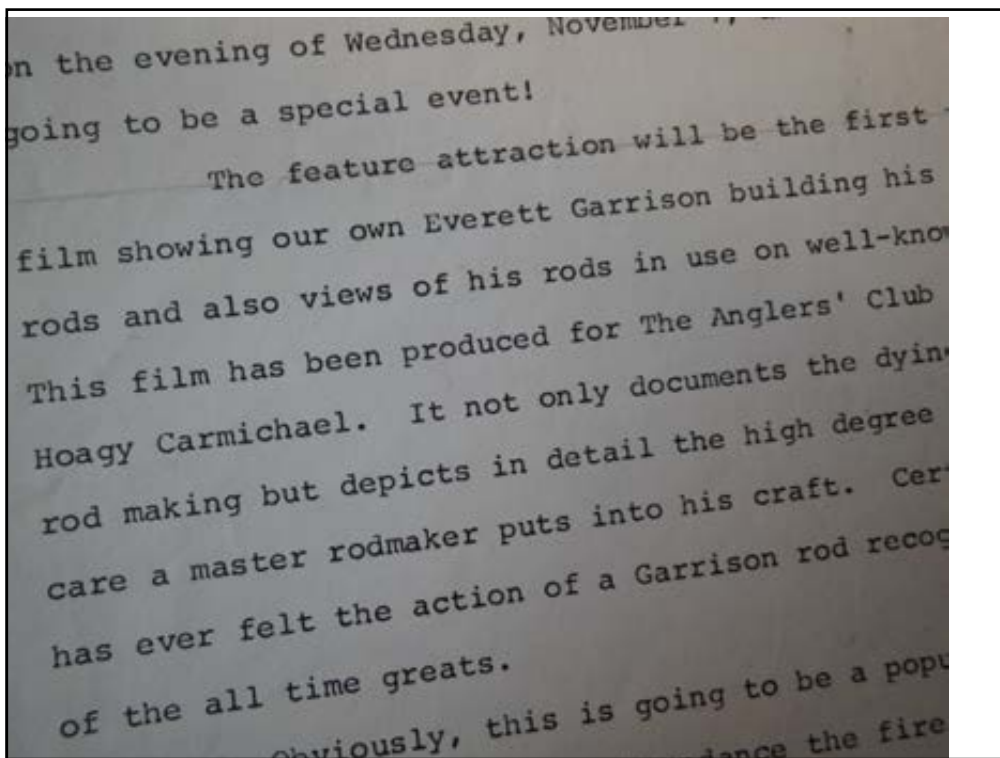 on the evening of Wednesday, November
going to be a special event!
The feature attraction will be the first
film showing our own Everett Garrison building his
rods and also views of his rods in use on well-know
This film has been produced for The Anglers' Club
Hoagy Carmichael. It not only documents the dyin
rod making but depicts in detail the high degree
care a master rodmaker puts into his craft. Cer
has ever felt the action of a Garrison rod recog
of the all time greats.
Obviously, this is going to be a popu
the fire